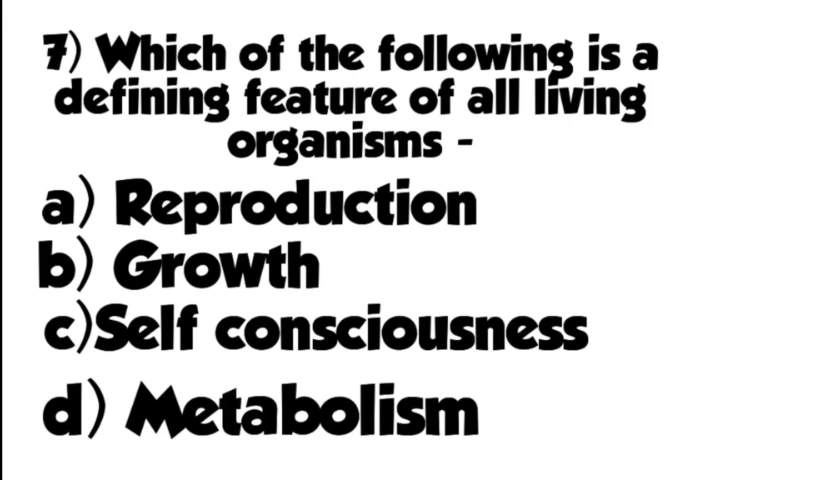 7) Which of the following is a
defining feature of all living
organisms -
a) Reproduction
b) Growth
c)Self consciousness
d) Metabolism